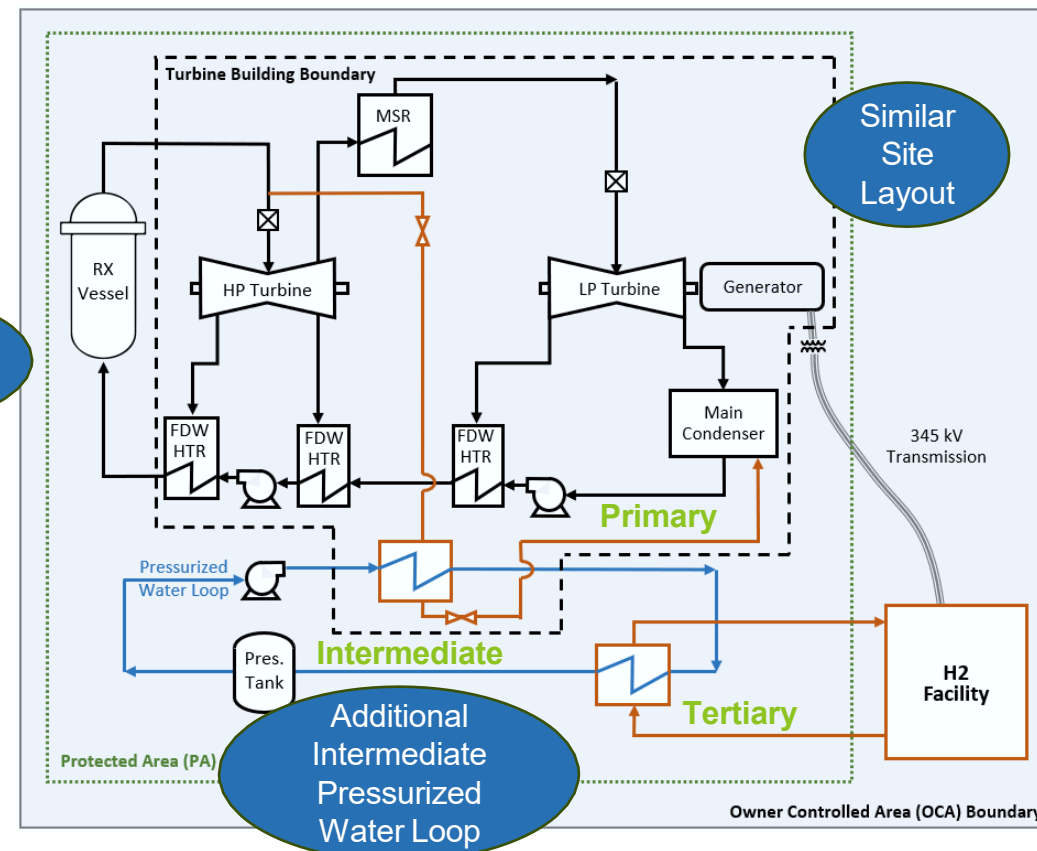 Turbine Building Boundary
MSR
Similar
Site
Layout
RX
Vessel
HP Turbine
LP Turbine
Generator
FDW
HTR
FDW
HTR
FDW
HTR
Main
Condenser
345 kV
Transmission
Primary
Pressurized
Water Loop
Intermediate
Pres.
Tank
H2
Facility
Tertiary
Additional
Intermediate
Pressurized
Water Loop
Protected Area (PA)
Owner Controlled Area (OCA) Boundary